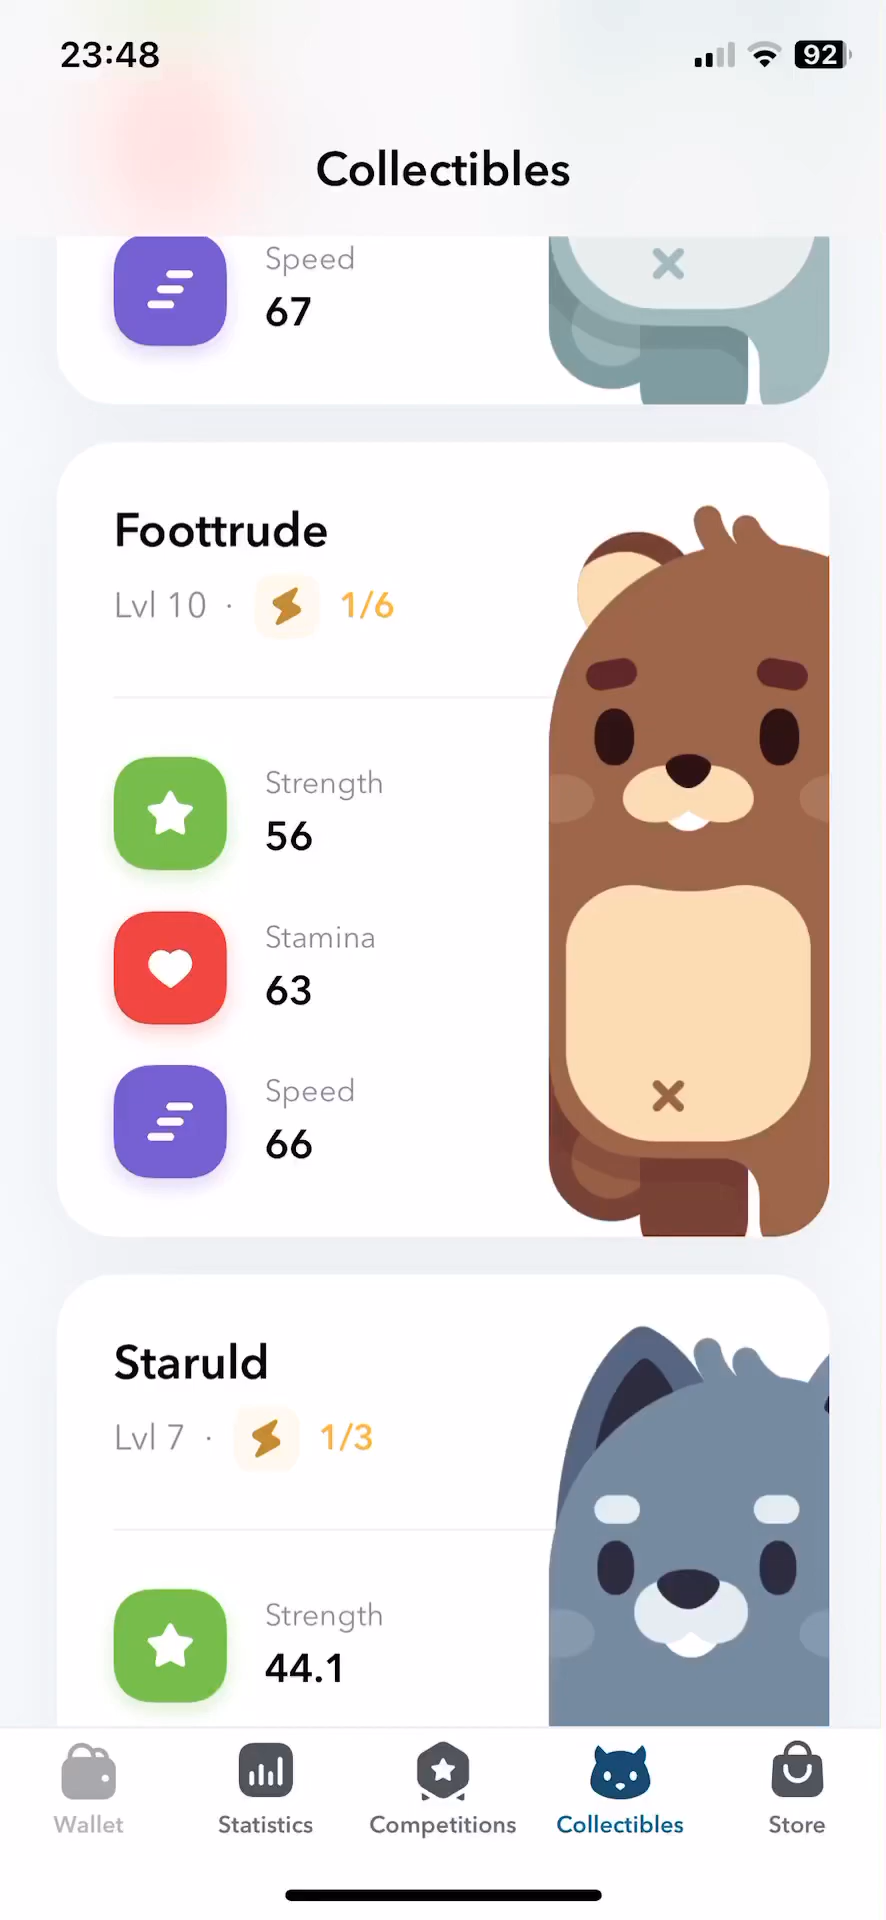 23:48
92
Collectibles
Speed
67
Foottrude
Lvl 10 · 1/6
Strength
56
Stamina
63
Speed
66
Staruld
Lvl 7 · 1/3
Strength
44.1
Wallet
Statistics
Competitions
Collectibles
Store